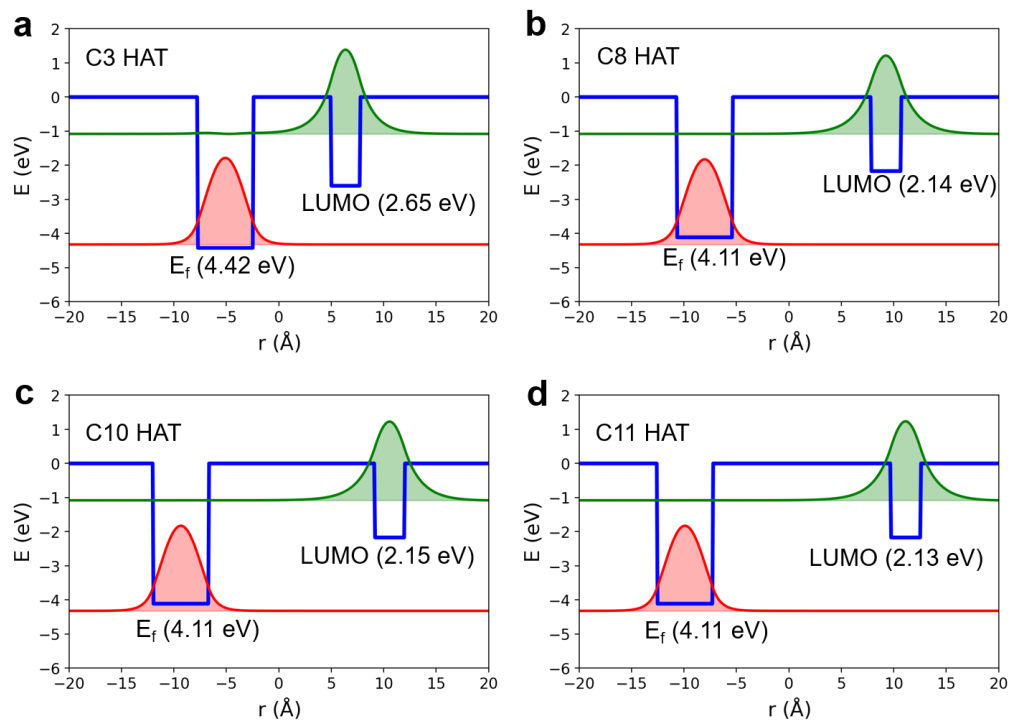 a
C3 HAT
E (eV)
2
1
0
−1
−2
−3
−4
−5
−6
LUMO (2.65 eV)
E_f (4.42 eV)
−20 −15 −10 −5 0 5 10 15 20
r (Å)
b
C8 HAT
E (eV)
2
1
0
−1
−2
−3
−4
−5
−6
LUMO (2.14 eV)
E_f (4.11 eV)
−20 −15 −10 −5 0 5 10 15 20
r (Å)
c
C10 HAT
E (eV)
2
1
0
−1
−2
−3
−4
−5
−6
LUMO (2.15 eV)
E_f (4.11 eV)
−20 −15 −10 −5 0 5 10 15 20
r (Å)
d
C11 HAT
E (eV)
2
1
0
−1
−2
−3
−4
−5
−6
LUMO (2.13 eV)
E_f (4.11 eV)
−20 −15 −10 −5 0 5 10 15 20
r (Å)